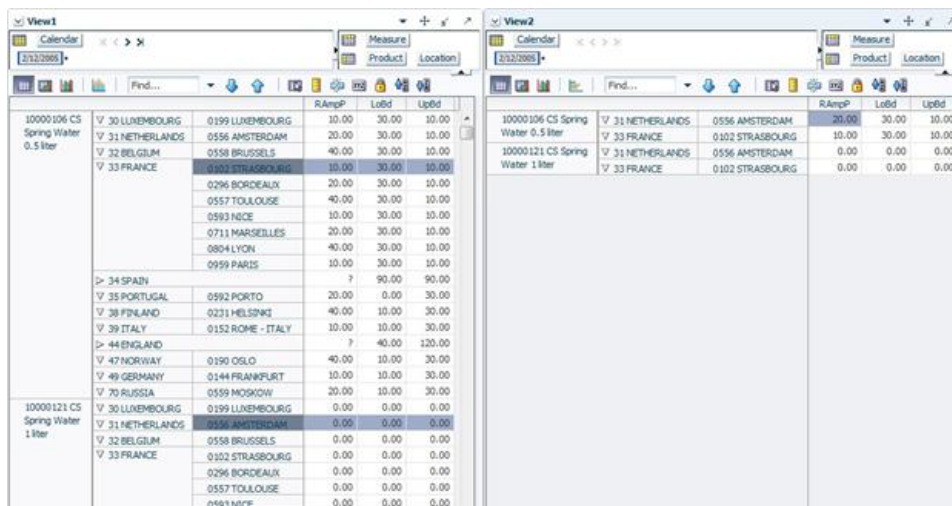 View1
Calendar
Measure
2/12/2005
Product Location
Find...
RAmpP LoBd UpBd
10000106 CS Spring Water 0.5 liter
30 LUXEMBOURG 0199 LUXEMBOURG 10.00 30.00 10.00
31 NETHERLANDS 0556 AMSTERDAM 20.00 30.00 10.00
32 BELGIUM 0558 BRUSSELS 40.00 30.00 10.00
33 FRANCE 0102 STRASBOURG 10.00 30.00 10.00
0296 BORDEAUX 20.00 30.00 10.00
0557 TOULOUSE 40.00 30.00 10.00
0593 NICE 10.00 30.00 10.00
0711 MARSEILLES 20.00 30.00 10.00
0804 LYON 40.00 30.00 10.00
0959 PARIS 10.00 30.00 10.00
34 SPAIN ? 90.00 90.00
35 PORTUGAL 0592 PORTO 20.00 0.00 30.00
38 FINLAND 0231 HELSINKI 40.00 10.00 30.00
39 ITALY 0152 ROME - ITALY 10.00 10.00 30.00
44 ENGLAND ? 40.00 120.00
47 NORWAY 0190 OSLO 40.00 10.00 30.00
49 GERMANY 0144 FRANKFURT 10.00 10.00 30.00
70 RUSSIA 0559 MOSKOW 20.00 10.00 30.00
10000121 CS Spring Water 1 liter
30 LUXEMBOURG 0199 LUXEMBOURG 0.00 0.00 0.00
31 NETHERLANDS 0556 AMSTERDAM 0.00 0.00 0.00
32 BELGIUM 0558 BRUSSELS 0.00 0.00 0.00
33 FRANCE 0102 STRASBOURG 0.00 0.00 0.00
0296 BORDEAUX 0.00 0.00 0.00
0557 TOULOUSE 0.00 0.00 0.00
0593 NICE 0.00 0.00 0.00
View2
Calendar
Measure
2/12/2005
Product Location
Find...
RAmpP LoBd UpBd
10000106 CS Spring Water 0.5 liter
31 NETHERLANDS 0556 AMSTERDAM 20.00 30.00 10.00
33 FRANCE 0102 STRASBOURG 10.00 30.00 10.00
10000121 CS Spring Water 1 liter
31 NETHERLANDS 0556 AMSTERDAM 0.00 0.00 0.00
33 FRANCE 0102 STRASBOURG 0.00 0.00 0.00